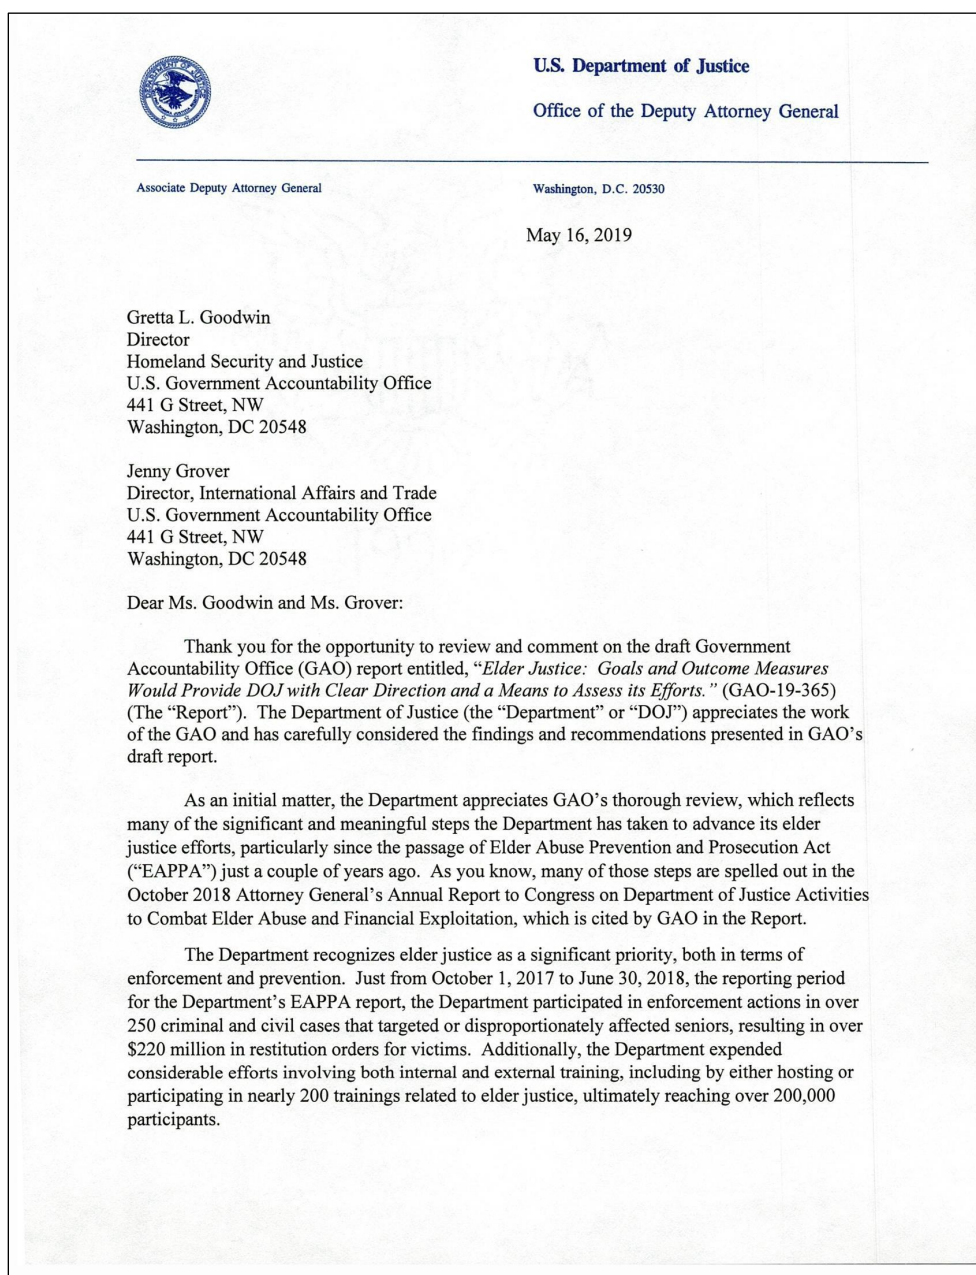 U.S. Department of Justice
Office of the Deputy Attorney General
Associate Deputy Attorney General
Washington, D.C. 20530
May 16, 2019
Gretta L. Goodwin
Director
Homeland Security and Justice
U.S. Government Accountability Office
441 G Street, NW
Washington, DC 20548
Jenny Grover
Director, International Affairs and Trade
U.S. Government Accountability Office
441 G Street, NW
Washington, DC 20548
Dear Ms. Goodwin and Ms. Grover:
Thank you for the opportunity to review and comment on the draft Government
Accountability Office (GAO) report entitled, “Elder Justice: Goals and Outcome Measures
Would Provide DOJ with Clear Direction and a Means to Assess its Efforts.” (GAO-19-365)
(The “Report”). The Department of Justice (the “Department” or “DOJ”) appreciates the work
of the GAO and has carefully considered the findings and recommendations presented in GAO’s
draft report.
As an initial matter, the Department appreciates GAO’s thorough review, which reflects
many of the significant and meaningful steps the Department has taken to advance its elder
justice efforts, particularly since the passage of Elder Abuse Prevention and Prosecution Act
(“EAPPA”) just a couple of years ago. As you know, many of those steps are spelled out in the
October 2018 Attorney General’s Annual Report to Congress on Department of Justice Activities
to Combat Elder Abuse and Financial Exploitation, which is cited by GAO in the Report.
The Department recognizes elder justice as a significant priority, both in terms of
enforcement and prevention. Just from October 1, 2017 to June 30, 2018, the reporting period
for the Department’s EAPPA report, the Department participated in enforcement actions in over
250 criminal and civil cases that targeted or disproportionately affected seniors, resulting in over
$220 million in restitution orders for victims. Additionally, the Department expended
considerable efforts involving both internal and external training, including by either hosting or
participating in nearly 200 trainings related to elder justice, ultimately reaching over 200,000
participants.